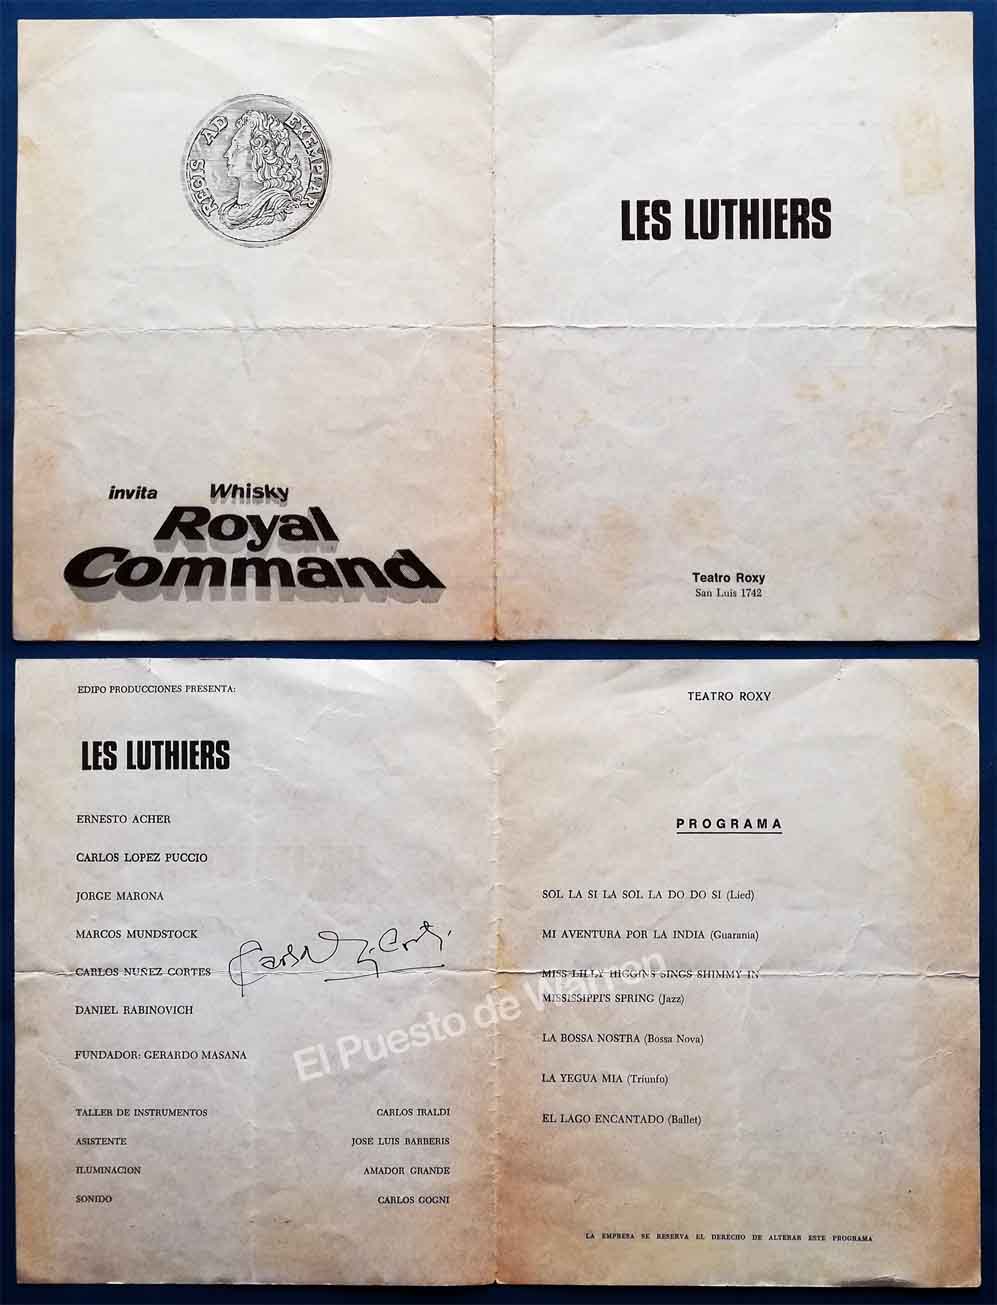 REGIS AD EXEMPLAR
LES LUTHIERS
invita Whisky
Royal
Command
Teatro Roxy
San Luis 1742
EDIPO PRODUCCIONES PRESENTA:
LES LUTHIERS
ERNESTO ACHER
CARLOS LOPEZ PUCCIO
JORGE MARONA
MARCOS MUNDSTOCK
CARLOS NUÑEZ CORTES
DANIEL RABINOVICH
FUNDADOR: GERARDO MASANA
TALLER DE INSTRUMENTOS CARLOS IRALDI
ASISTENTE JOSE LUIS BARBERIS
ILUMINACION AMADOR GRANDE
SONIDO CARLOS GOGNI
El Puesto de Warron
TEATRO ROXY
PROGRAMA
SOL LA SI LA SOL LA DO DO SI (Lied)
MI AVENTURA POR LA INDIA (Guarania)
MISS LILLY HIGGINS SINGS SHIMMY IN
MISSISSIPPI'S SPRING (Jazz)
LA BOSSA NOSTRA (Bossa Nova)
LA YEGUA MIA (Triunfo)
EL LAGO ENCANTADO (Ballet)
LA EMPRESA SE RESERVA EL DERECHO DE ALTERAR ESTE PROGRAMA